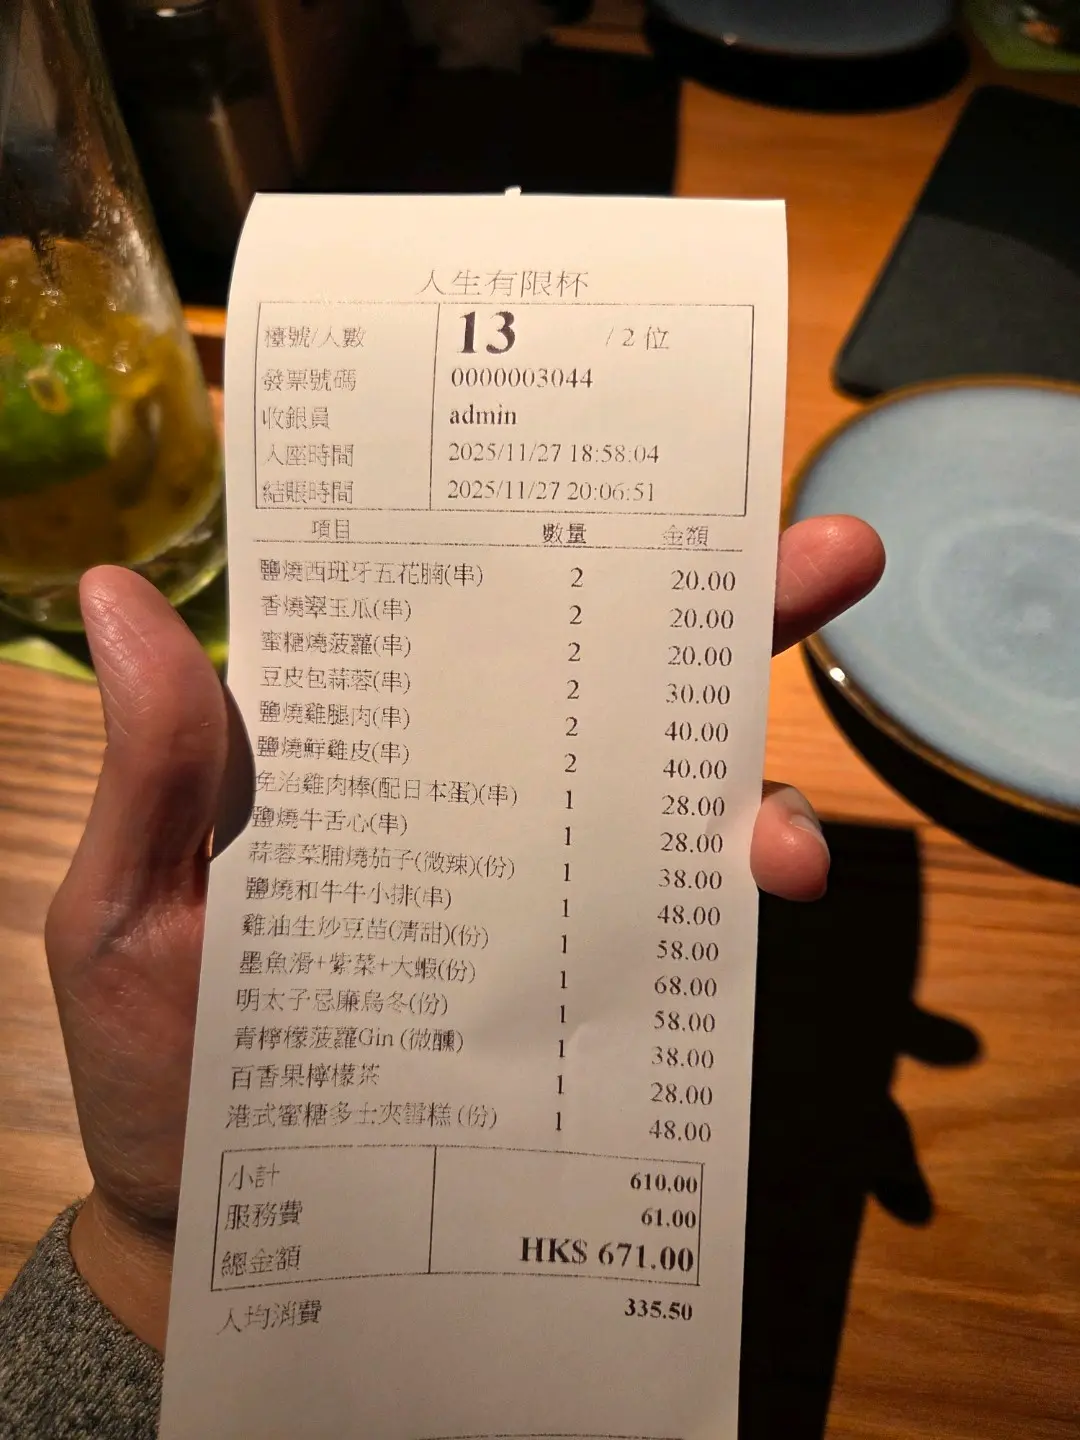 人生有限杯
檯號/人數 13 / 2 位
發票號碼 0000003044
收銀員 admin
入座時間 2025/11/27 18:58:04
結賬時間 2025/11/27 20:06:51
項目 數量 金額
鹽燒西班牙五花腩(串) 2 20.00
香燒翠玉瓜(串) 2 20.00
蜜糖燒菠蘿(串) 2 20.00
豆皮包蒜蓉(串) 2 30.00
鹽燒雞腿肉(串) 2 40.00
鹽燒鮮雞皮(串) 2 40.00
免治雞肉棒(配日本蛋)(串) 1 28.00
鹽燒牛舌心(串) 1 28.00
蒜蓉菜脯燒茄子(微辣)(份) 1 38.00
鹽燒和牛牛小排(串) 1 48.00
雞油生炒豆苗(清甜)(份) 1 58.00
墨魚滑+紫菜+大蝦(份) 1 68.00
明太子忌廉烏冬(份) 1 58.00
青檸檬菠蘿Gin (微醺) 1 38.00
百香果檸檬茶 1 28.00
港式蜜糖多士夾雪糕 (份) 1 48.00
小計 610.00
服務費 61.00
總金額 HK$ 671.00
人均消費 335.50